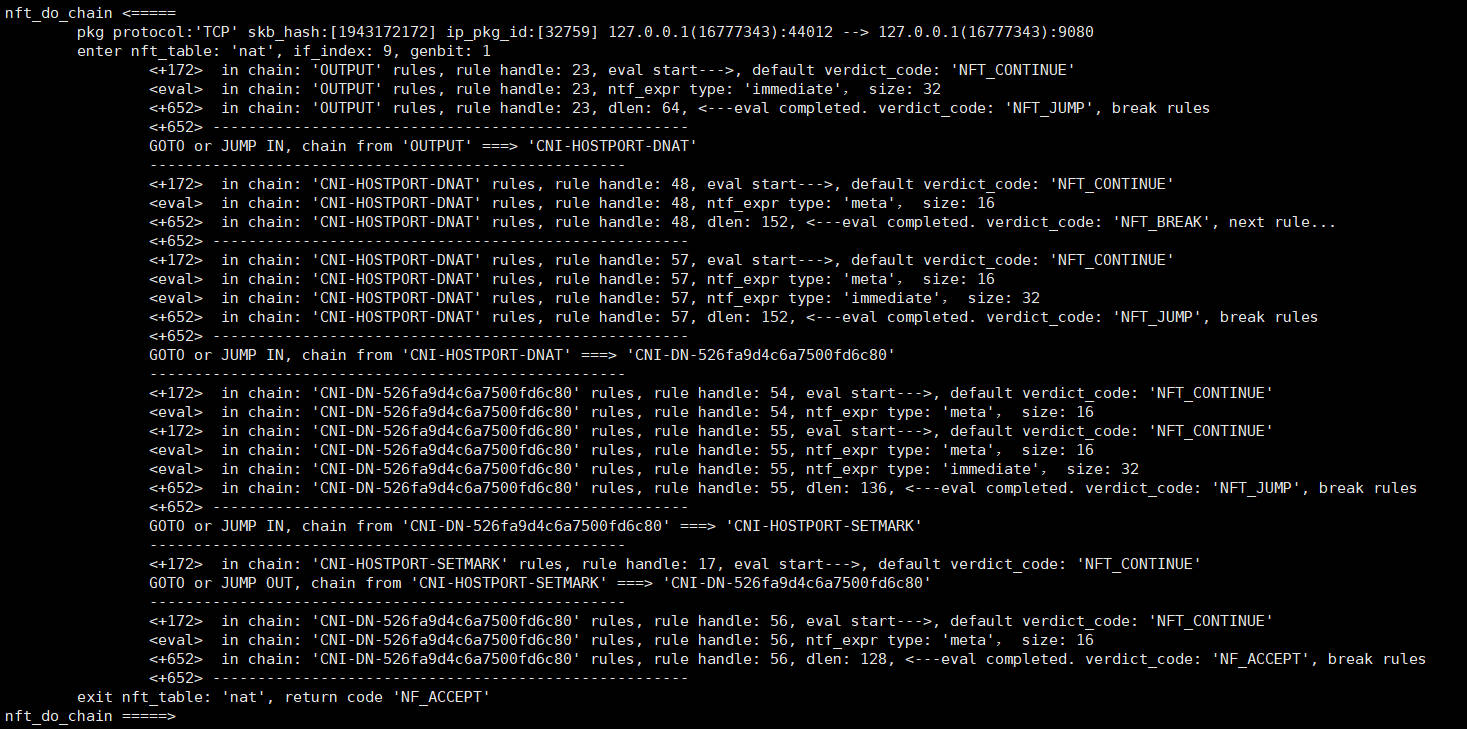 nft_do_chain <=====
pkg protocol:'TCP' skb_hash:[1943172172] ip_pkg_id:[32759] 127.0.0.1(16777343):44012 --> 127.0.0.1(16777343):9080
enter nft_table: 'nat', if_index: 9, genbit: 1
<+172>  in chain: 'OUTPUT' rules, rule handle: 23, eval start--->, default verdict_code: 'NFT_CONTINUE'
<eval>  in chain: 'OUTPUT' rules, rule handle: 23, ntf_expr type: 'immediate',  size: 32
<+652>  in chain: 'OUTPUT' rules, rule handle: 23, dlen: 64, <---eval completed. verdict_code: 'NFT_JUMP', break rules
<+652> -----------------------------------------------------
GOTO or JUMP IN, chain from 'OUTPUT' ===> 'CNI-HOSTPORT-DNAT'
-----------------------------------------------------
<+172>  in chain: 'CNI-HOSTPORT-DNAT' rules, rule handle: 48, eval start--->, default verdict_code: 'NFT_CONTINUE'
<eval>  in chain: 'CNI-HOSTPORT-DNAT' rules, rule handle: 48, ntf_expr type: 'meta',  size: 16
<+652>  in chain: 'CNI-HOSTPORT-DNAT' rules, rule handle: 48, dlen: 152, <---eval completed. verdict_code: 'NFT_BREAK', next rule...
<+652> -----------------------------------------------------
<+172>  in chain: 'CNI-HOSTPORT-DNAT' rules, rule handle: 57, eval start--->, default verdict_code: 'NFT_CONTINUE'
<eval>  in chain: 'CNI-HOSTPORT-DNAT' rules, rule handle: 57, ntf_expr type: 'meta',  size: 16
<eval>  in chain: 'CNI-HOSTPORT-DNAT' rules, rule handle: 57, ntf_expr type: 'immediate',  size: 32
<+652>  in chain: 'CNI-HOSTPORT-DNAT' rules, rule handle: 57, dlen: 152, <---eval completed. verdict_code: 'NFT_JUMP', break rules
<+652> -----------------------------------------------------
GOTO or JUMP IN, chain from 'CNI-HOSTPORT-DNAT' ===> 'CNI-DN-526fa9d4c6a7500fd6c80'
-----------------------------------------------------
<+172>  in chain: 'CNI-DN-526fa9d4c6a7500fd6c80' rules, rule handle: 54, eval start--->, default verdict_code: 'NFT_CONTINUE'
<eval>  in chain: 'CNI-DN-526fa9d4c6a7500fd6c80' rules, rule handle: 54, ntf_expr type: 'meta',  size: 16
<+172>  in chain: 'CNI-DN-526fa9d4c6a7500fd6c80' rules, rule handle: 55, eval start--->, default verdict_code: 'NFT_CONTINUE'
<eval>  in chain: 'CNI-DN-526fa9d4c6a7500fd6c80' rules, rule handle: 55, ntf_expr type: 'meta',  size: 16
<eval>  in chain: 'CNI-DN-526fa9d4c6a7500fd6c80' rules, rule handle: 55, ntf_expr type: 'immediate',  size: 32
<+652>  in chain: 'CNI-DN-526fa9d4c6a7500fd6c80' rules, rule handle: 55, dlen: 136, <---eval completed. verdict_code: 'NFT_JUMP', break rules
<+652> -----------------------------------------------------
GOTO or JUMP IN, chain from 'CNI-DN-526fa9d4c6a7500fd6c80' ===> 'CNI-HOSTPORT-SETMARK'
-----------------------------------------------------
<+172>  in chain: 'CNI-HOSTPORT-SETMARK' rules, rule handle: 17, eval start--->, default verdict_code: 'NFT_CONTINUE'
GOTO or JUMP OUT, chain from 'CNI-HOSTPORT-SETMARK' ===> 'CNI-DN-526fa9d4c6a7500fd6c80'
-----------------------------------------------------
<+172>  in chain: 'CNI-DN-526fa9d4c6a7500fd6c80' rules, rule handle: 56, eval start--->, default verdict_code: 'NFT_CONTINUE'
<eval>  in chain: 'CNI-DN-526fa9d4c6a7500fd6c80' rules, rule handle: 56, ntf_expr type: 'meta',  size: 16
<+652>  in chain: 'CNI-DN-526fa9d4c6a7500fd6c80' rules, rule handle: 56, dlen: 128, <---eval completed. verdict_code: 'NF_ACCEPT', break rules
<+652> -----------------------------------------------------
exit nft_table: 'nat', return code 'NF_ACCEPT'
nft_do_chain =====>